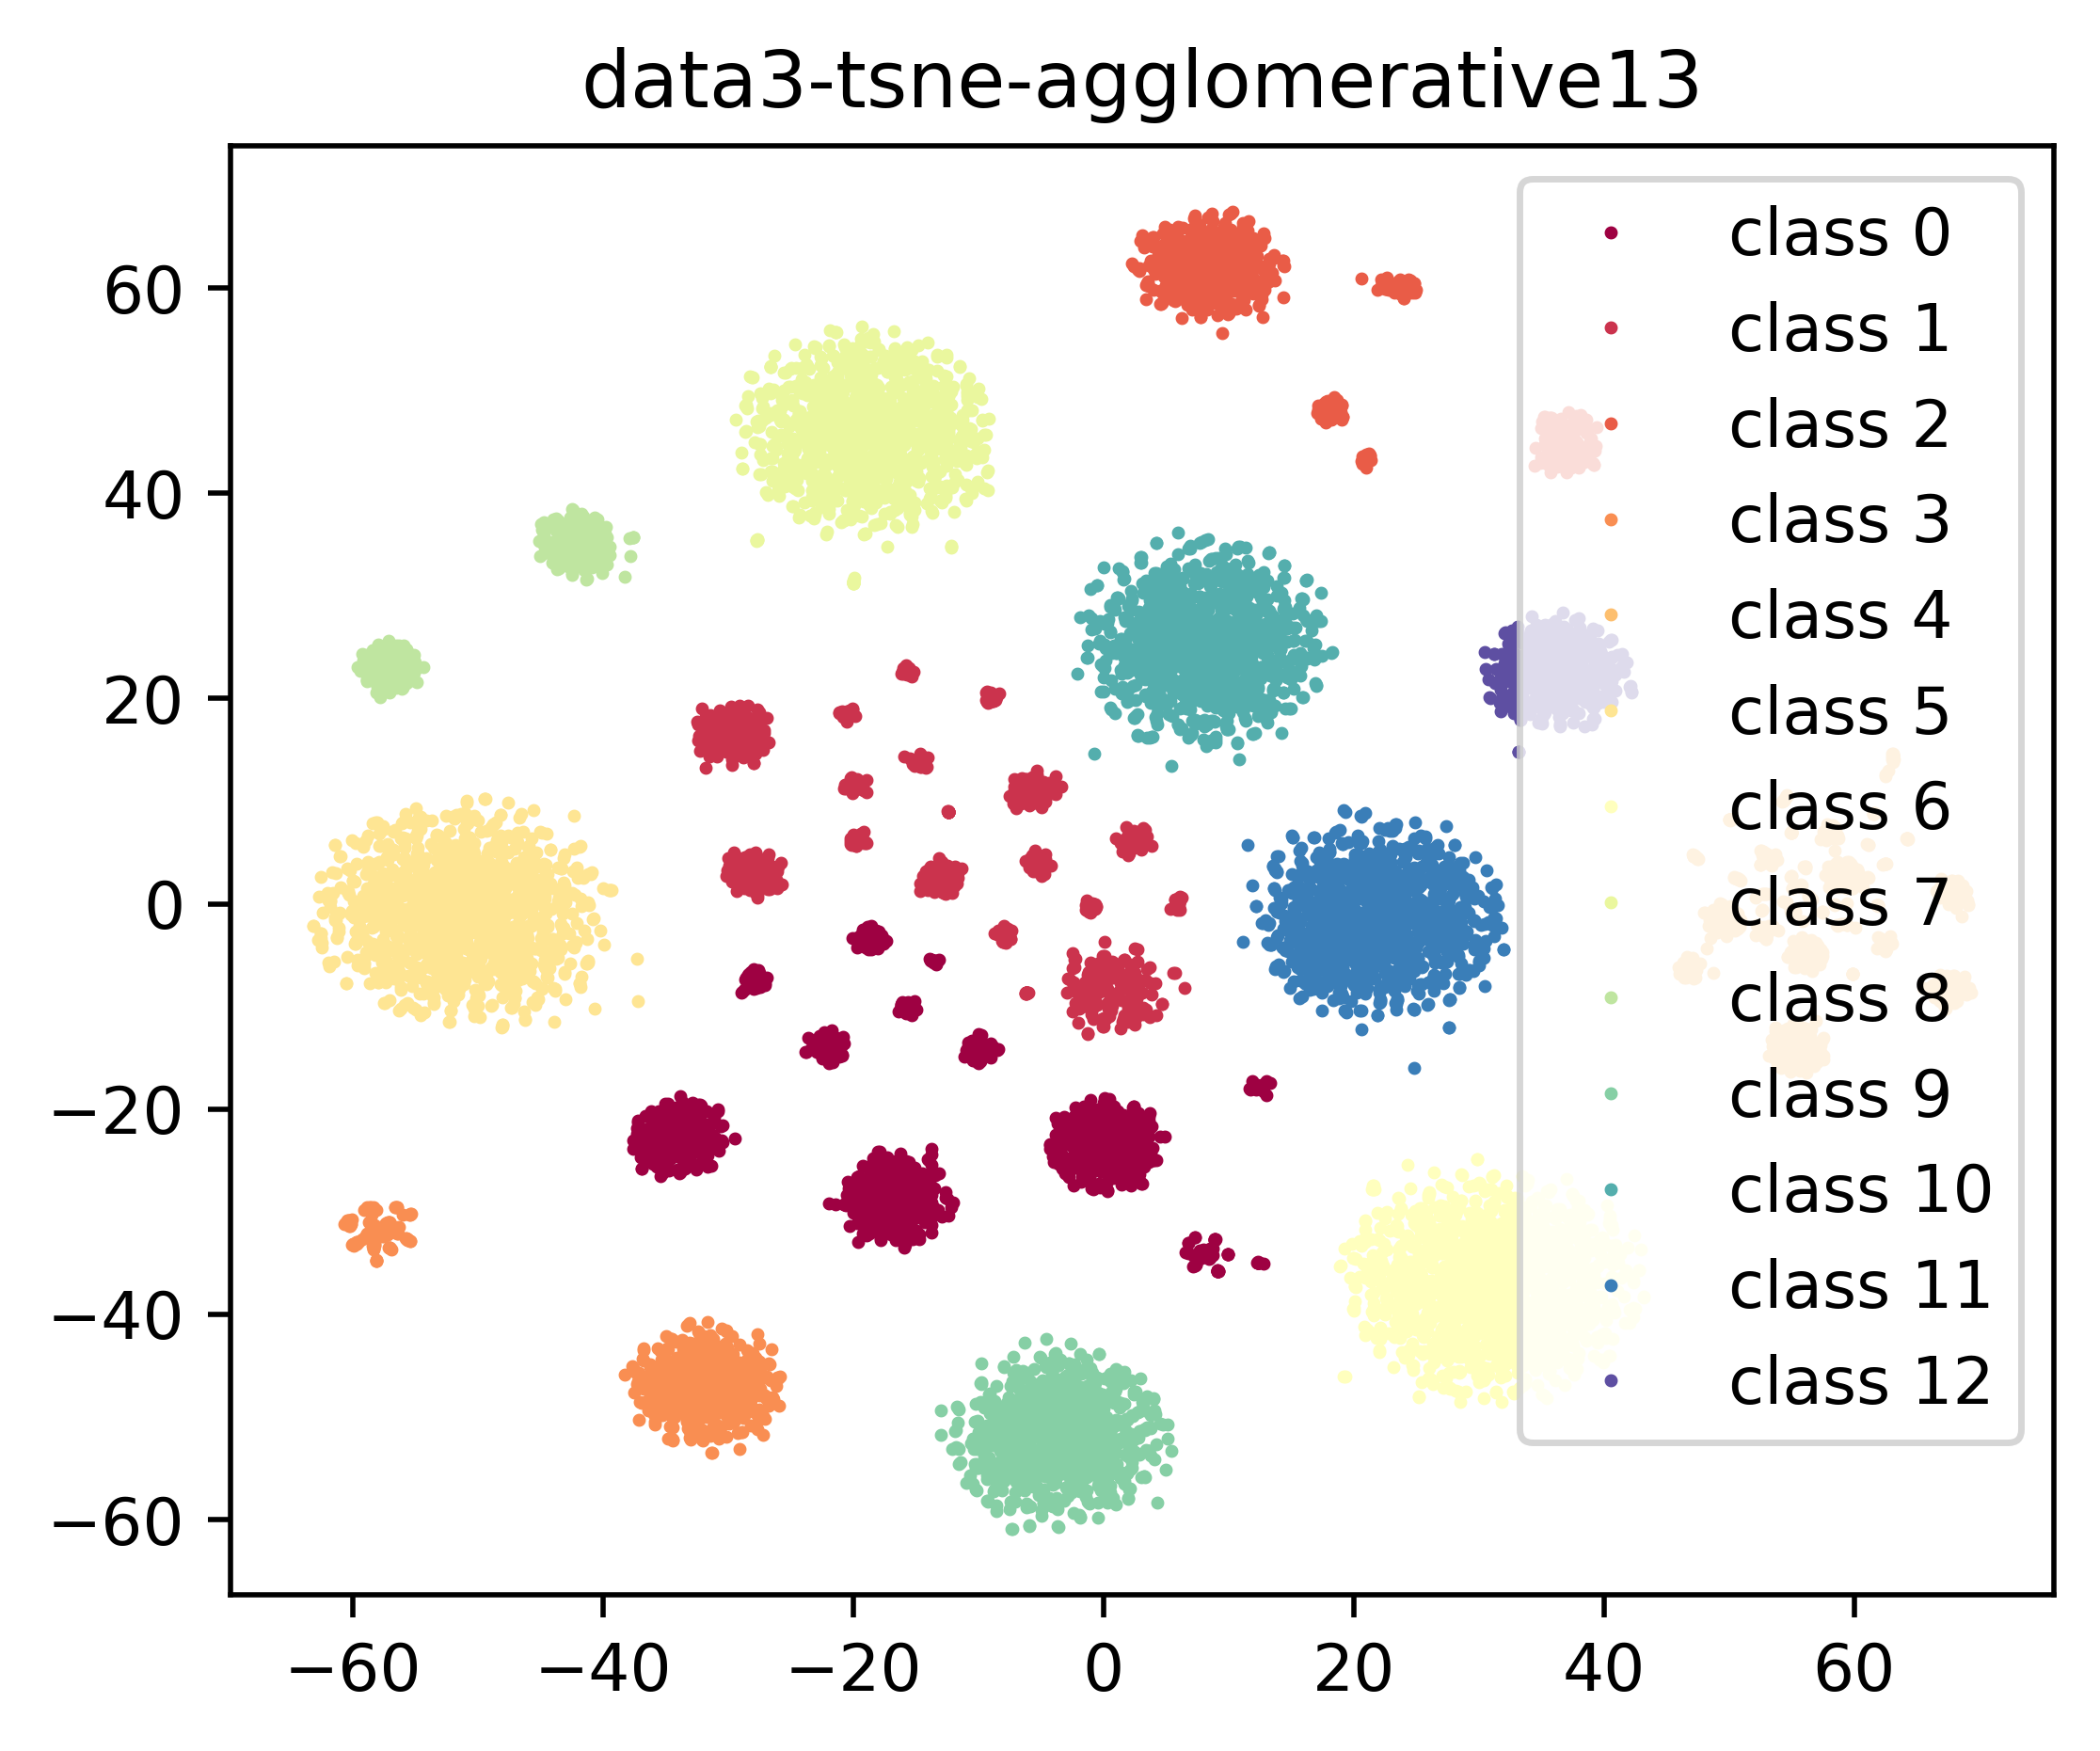 data3-tsne-agglomerative13
class 0
class 1
class 2
class 3
class 4
class 5
class 6
class 7
class 8
class 9
class 10
class 11
class 12
60
40
20
0
−20
−40
−60
−60 −40 −20 0 20 40 60